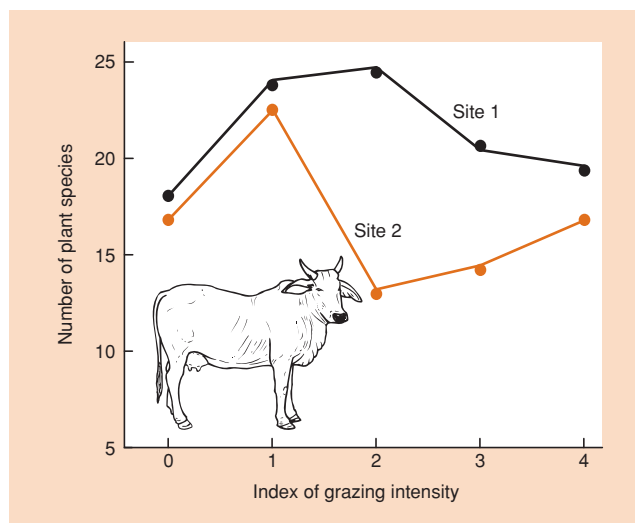 25
20
15
10
5
Number of plant species
Site 1
Site 2
0 1 2 3 4
Index of grazing intensity